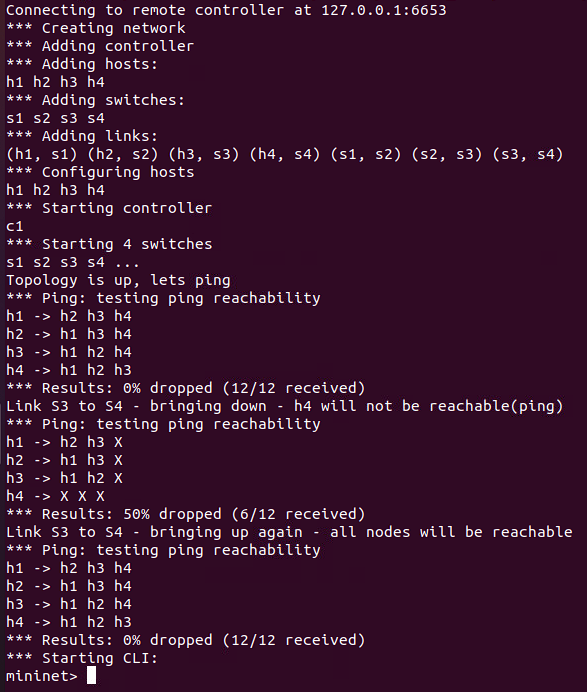 Connecting to remote controller at 127.0.0.1:6653
*** Creating network
*** Adding controller
*** Adding hosts:
h1 h2 h3 h4
*** Adding switches:
s1 s2 s3 s4
*** Adding links:
(h1, s1) (h2, s2) (h3, s3) (h4, s4) (s1, s2) (s2, s3) (s3, s4)
*** Configuring hosts
h1 h2 h3 h4
*** Starting controller
c1
*** Starting 4 switches
s1 s2 s3 s4 ...
Topology is up, lets ping
*** Ping: testing ping reachability
h1 -> h2 h3 h4
h2 -> h1 h3 h4
h3 -> h1 h2 h4
h4 -> h1 h2 h3
*** Results: 0% dropped (12/12 received)
Link S3 to S4 - bringing down - h4 will not be reachable(ping)
*** Ping: testing ping reachability
h1 -> h2 h3 X
h2 -> h1 h3 X
h3 -> h1 h2 X
h4 -> X X X
*** Results: 50% dropped (6/12 received)
Link S3 to S4 - bringing up again - all nodes will be reachable
*** Ping: testing ping reachability
h1 -> h2 h3 h4
h2 -> h1 h3 h4
h3 -> h1 h2 h4
h4 -> h1 h2 h3
*** Results: 0% dropped (12/12 received)
*** Starting CLI:
mininet>